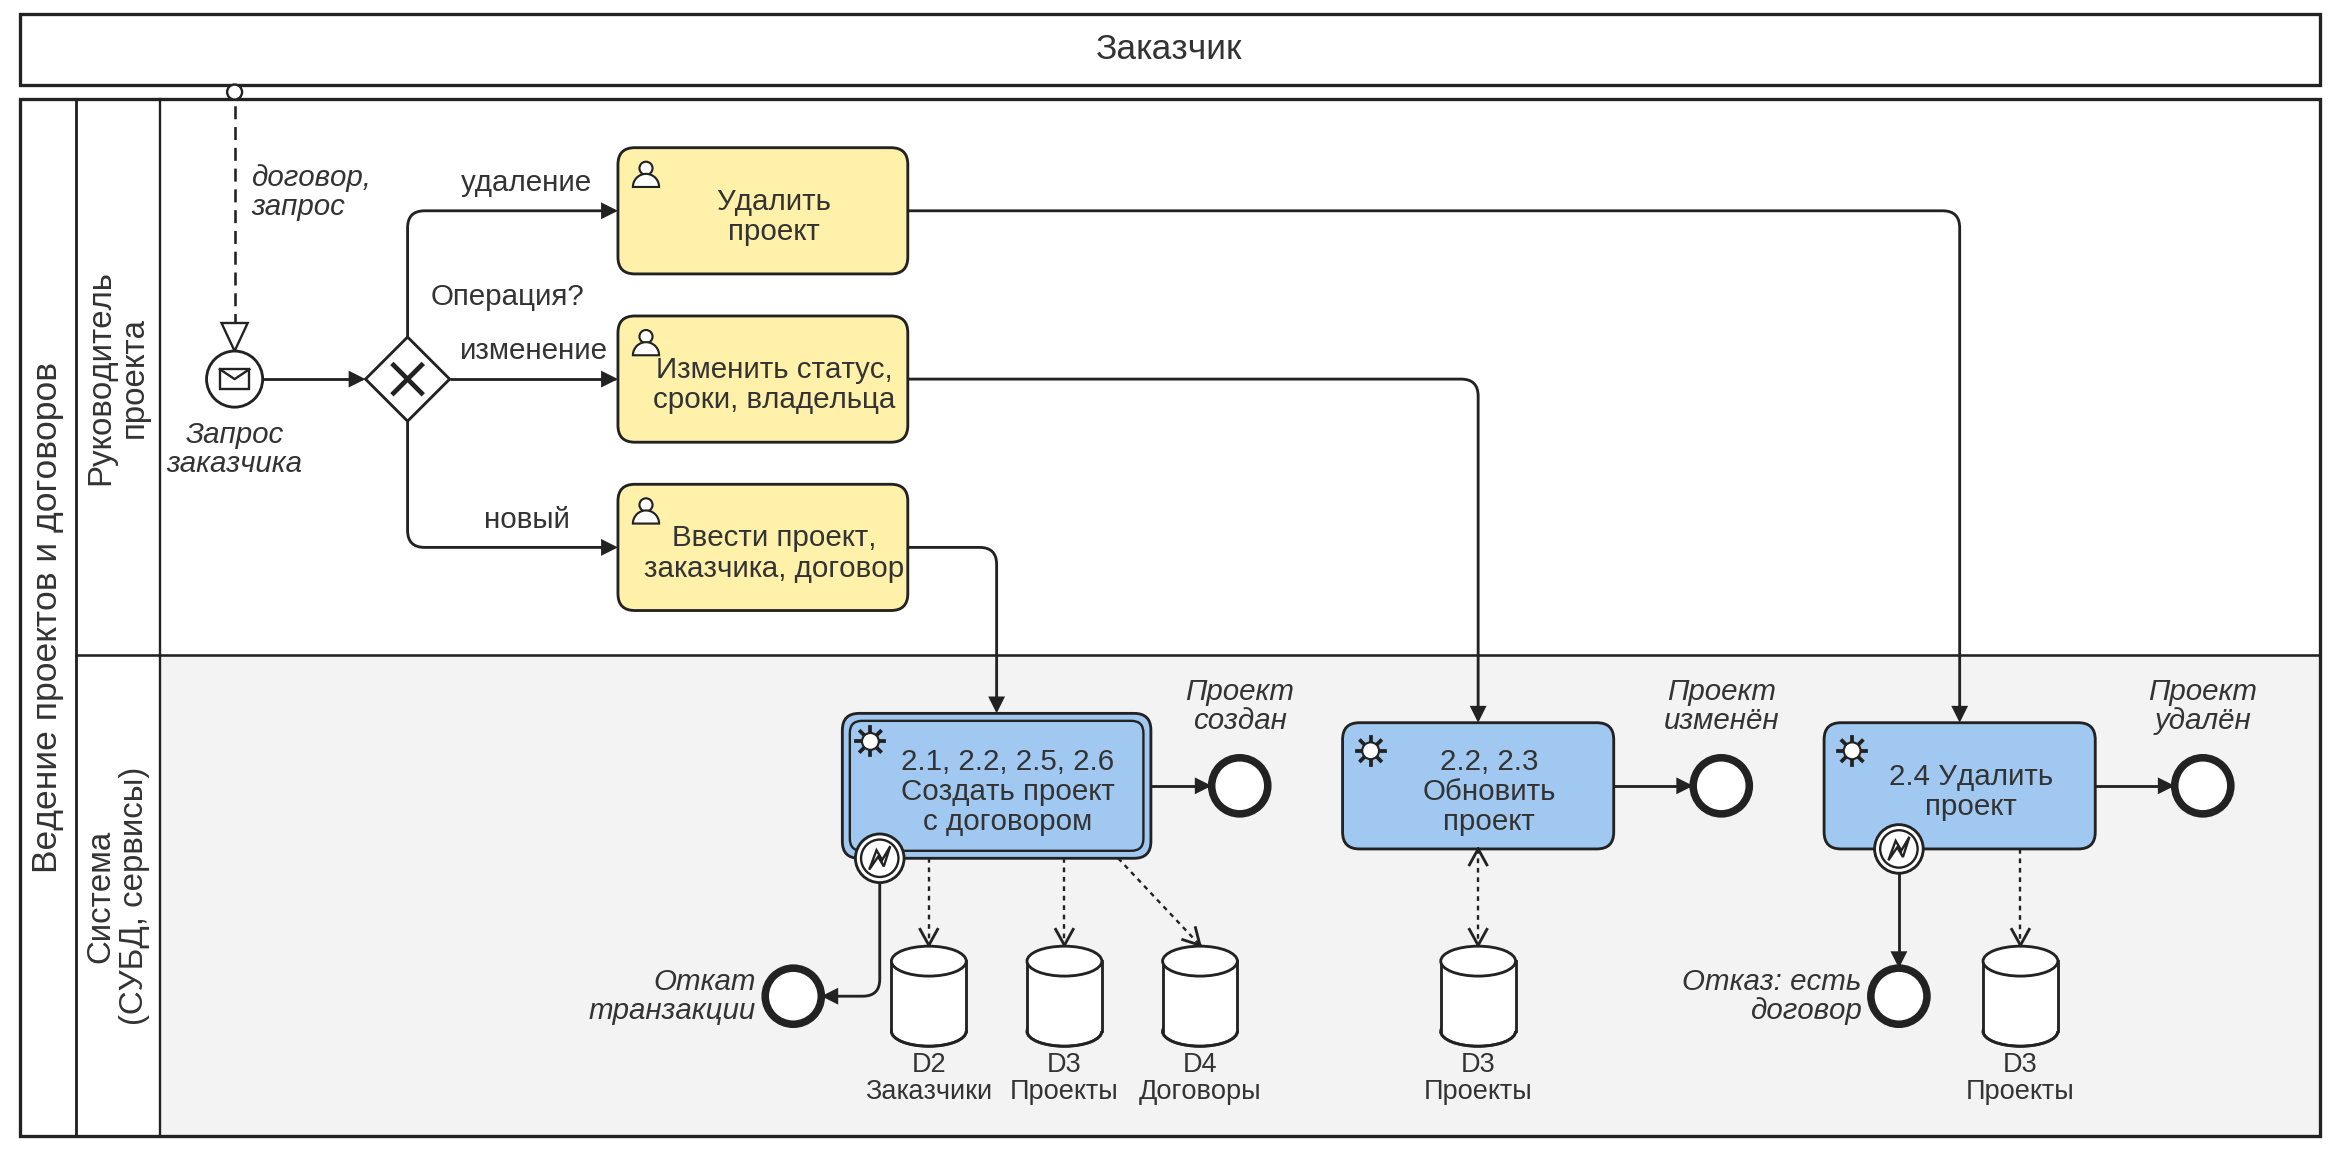 Заказчик
Ведение проектов и договоров
Руководитель
проекта
договор,
запрос
Запрос
заказчика
Операция?
удаление
изменение
новый
Удалить
проект
Изменить статус,
сроки, владельца
Ввести проект,
заказчика, договор
Система
(СУБД, сервисы)
2.1, 2.2, 2.5, 2.6
Создать проект
с договором
Проект
создан
2.2, 2.3
Обновить
проект
Проект
изменён
2.4 Удалить
проект
Проект
удалён
Откат
транзакции
D2
Заказчики
D3
Проекты
D4
Договоры
D3
Проекты
Отказ: есть
договор
D3
Проекты